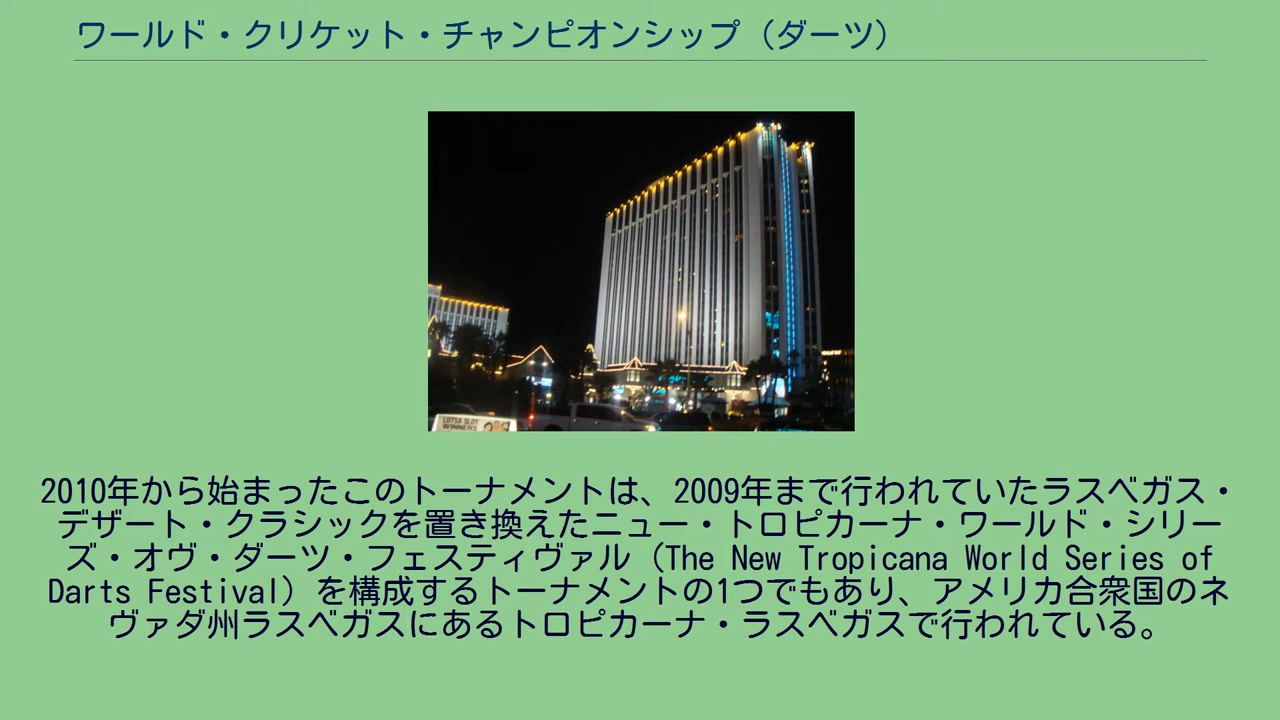 ワールド・クリケット・チャンピオンシップ（ダーツ）
LOTSA SLOT
WINNERS
2010年から始まったこのトーナメントは、2009年まで行われていたラスベガス・
デザート・クラシックを置き換えたニュー・トロピカーナ・ワールド・シリー
ズ・オヴ・ダーツ・フェスティヴァル（The New Tropicana World Series of
Darts Festival）を構成するトーナメントの1つでもあり、アメリカ合衆国のネ
ヴァダ州ラスベガスにあるトロピカーナ・ラスベガスで行われている。